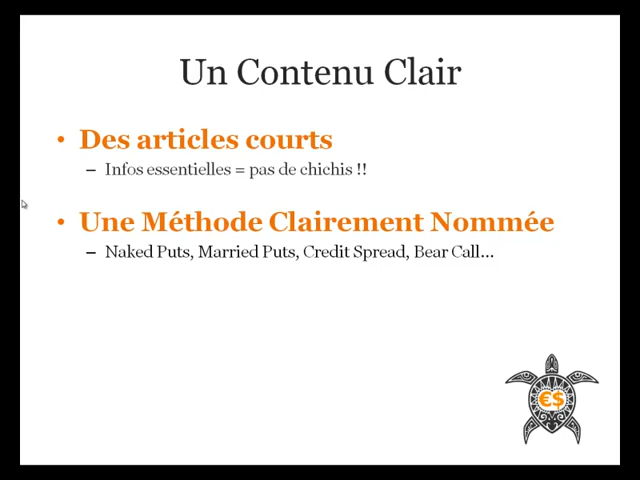 Un Contenu Clair
• Des articles courts
– Infos essentielles = pas de chichis !!
• Une Méthode Clairement Nommée
– Naked Puts, Married Puts, Credit Spread, Bear Call...
€$